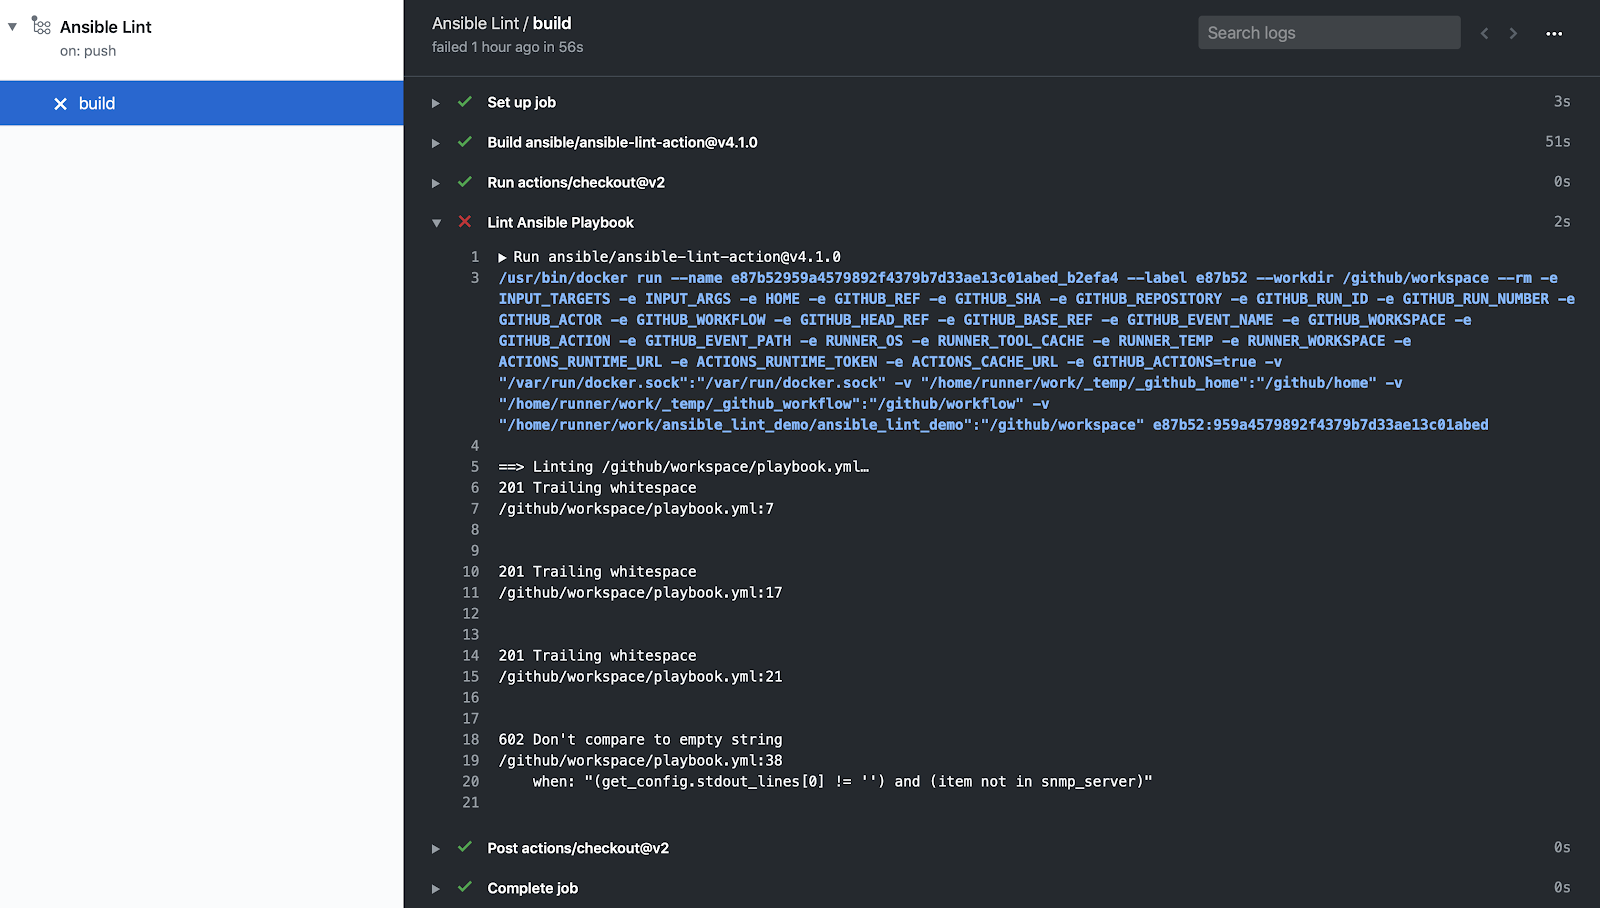 Ansible Lint
on: push
build
Ansible Lint / build
failed 1 hour ago in 56s
Search logs
Set up job 3s
Build ansible/ansible-lint-action@v4.1.0 51s
Run actions/checkout@v2 0s
Lint Ansible Playbook 2s
1 Run ansible/ansible-lint-action@v4.1.0
3 /usr/bin/docker run --name e87b52959a4579892f4379b7d33ae13c01abed_b2efa4 --label e87b52 --workdir /github/workspace --rm -e
INPUT_TARGETS -e INPUT_ARGS -e HOME -e GITHUB_REF -e GITHUB_SHA -e GITHUB_REPOSITORY -e GITHUB_RUN_ID -e GITHUB_RUN_NUMBER -e
GITHUB_ACTOR -e GITHUB_WORKFLOW -e GITHUB_HEAD_REF -e GITHUB_BASE_REF -e GITHUB_EVENT_NAME -e GITHUB_WORKSPACE -e
GITHUB_ACTION -e GITHUB_EVENT_PATH -e RUNNER_OS -e RUNNER_TOOL_CACHE -e RUNNER_TEMP -e RUNNER_WORKSPACE -e
ACTIONS_RUNTIME_URL -e ACTIONS_RUNTIME_TOKEN -e ACTIONS_CACHE_URL -e GITHUB_ACTIONS=true -v
"/var/run/docker.sock":"/var/run/docker.sock" -v "/home/runner/work/_temp/_github_home":"/github/home" -v
"/home/runner/work/_temp/_github_workflow":"/github/workflow" -v
"/home/runner/work/ansible_lint_demo/ansible_lint_demo":"/github/workspace" e87b52:959a4579892f4379b7d33ae13c01abed
4
5 ==> Linting /github/workspace/playbook.yml…
6 201 Trailing whitespace
7 /github/workspace/playbook.yml:7
8
9
10 201 Trailing whitespace
11 /github/workspace/playbook.yml:17
12
13
14 201 Trailing whitespace
15 /github/workspace/playbook.yml:21
16
17
18 602 Don't compare to empty string
19 /github/workspace/playbook.yml:38
20 when: "(get_config.stdout_lines[0] != '') and (item not in snmp_server)"
21
Post actions/checkout@v2 0s
Complete job 0s